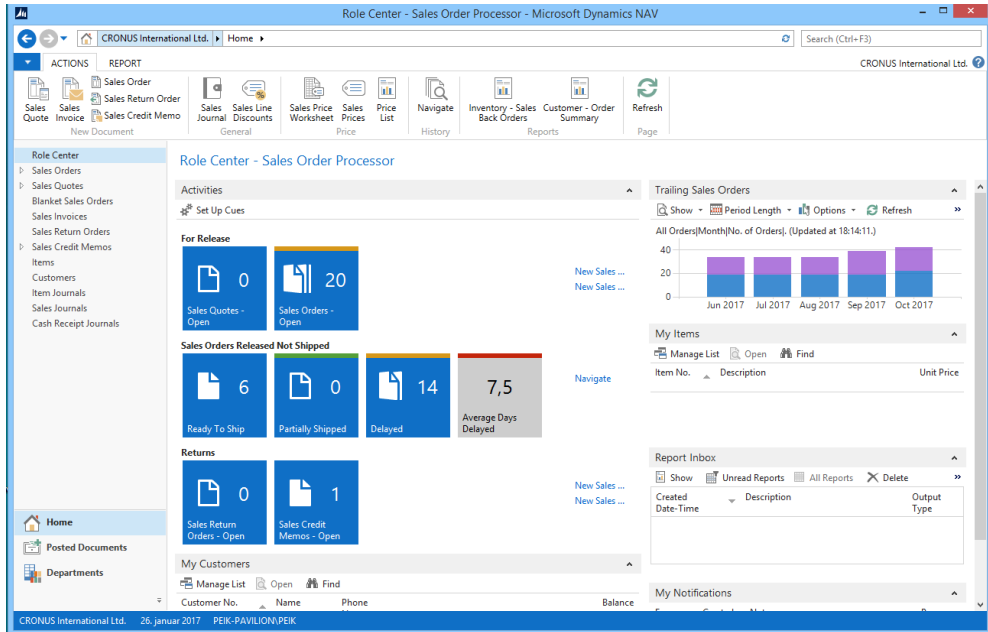 Role Center - Sales Order Processor - Microsoft Dynamics NAV
CRONUS International Ltd. Home
Search (Ctrl+F3)
ACTIONS REPORT
CRONUS International Ltd.
Sales Quote
Sales Invoice
Sales Order
Sales Return Order
Sales Credit Memo
New Document
Sales Journal
Sales Line Discounts
General
Sales Price Worksheet
Sales Prices
Price List
Price
Navigate
History
Inventory - Sales Back Orders
Customer - Order Summary
Reports
Refresh
Page
Role Center
Sales Orders
Sales Quotes
Blanket Sales Orders
Sales Invoices
Sales Return Orders
Sales Credit Memos
Items
Customers
Item Journals
Sales Journals
Cash Receipt Journals
Home
Posted Documents
Departments
Role Center - Sales Order Processor
Activities
Set Up Cues
For Release
0
Sales Quotes - Open
20
Sales Orders - Open
New Sales ...
New Sales ...
Sales Orders Released Not Shipped
6
Ready To Ship
0
Partially Shipped
14
Delayed
7,5
Average Days Delayed
Navigate
Returns
0
Sales Return Orders - Open
1
Sales Credit Memos - Open
New Sales ...
New Sales ...
My Customers
Manage List Open Find
Customer No. Name Phone Balance
Trailing Sales Orders
Show Period Length Options Refresh
All Orders|Month|No. of Orders|. (Updated at 18:14:11.)
40
20
0
Jun 2017 Jul 2017 Aug 2017 Sep 2017 Oct 2017
My Items
Manage List Open Find
Item No. Description Unit Price
Report Inbox
Show Unread Reports All Reports Delete
Created Date-Time Description Output Type
My Notifications
CRONUS International Ltd. 26. januar 2017 PEIK-PAVILION\PEIK